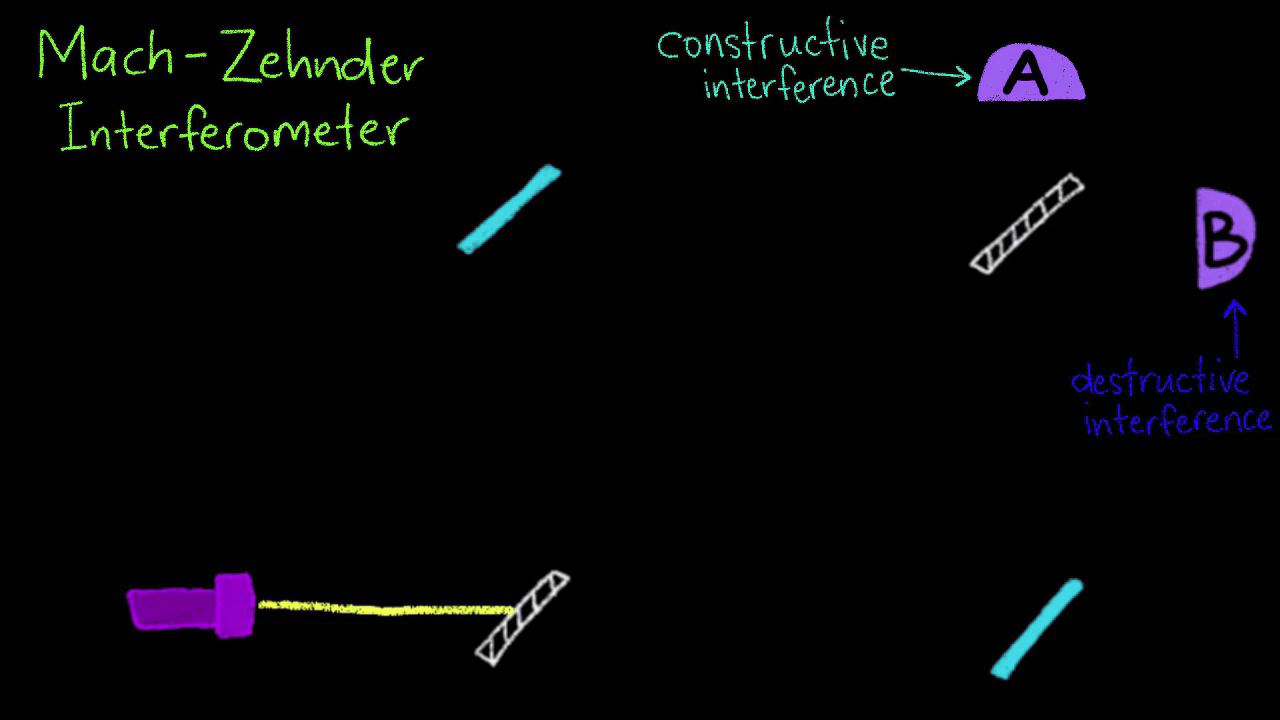 Mach-Zehnder
Interferometer
constructive
interference
A
B
destructive
interference